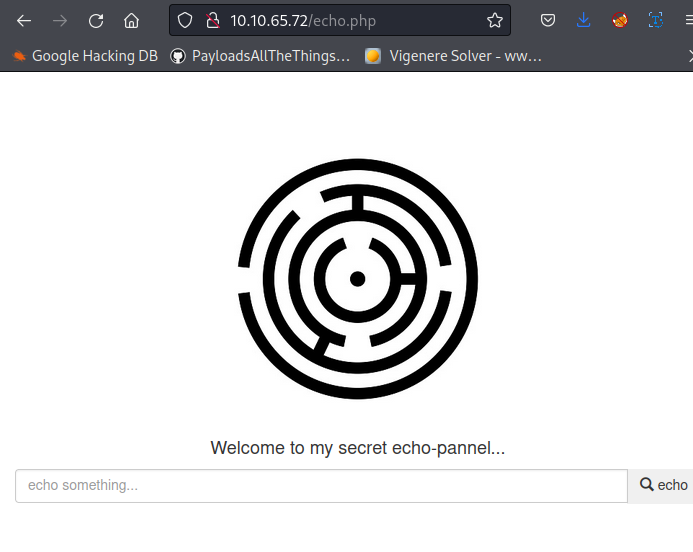 10.10.65.72/echo.php
Google Hacking DB PayloadsAllTheThings... Vigenere Solver - ww...
Welcome to my secret echo-pannel...
echo something... echo